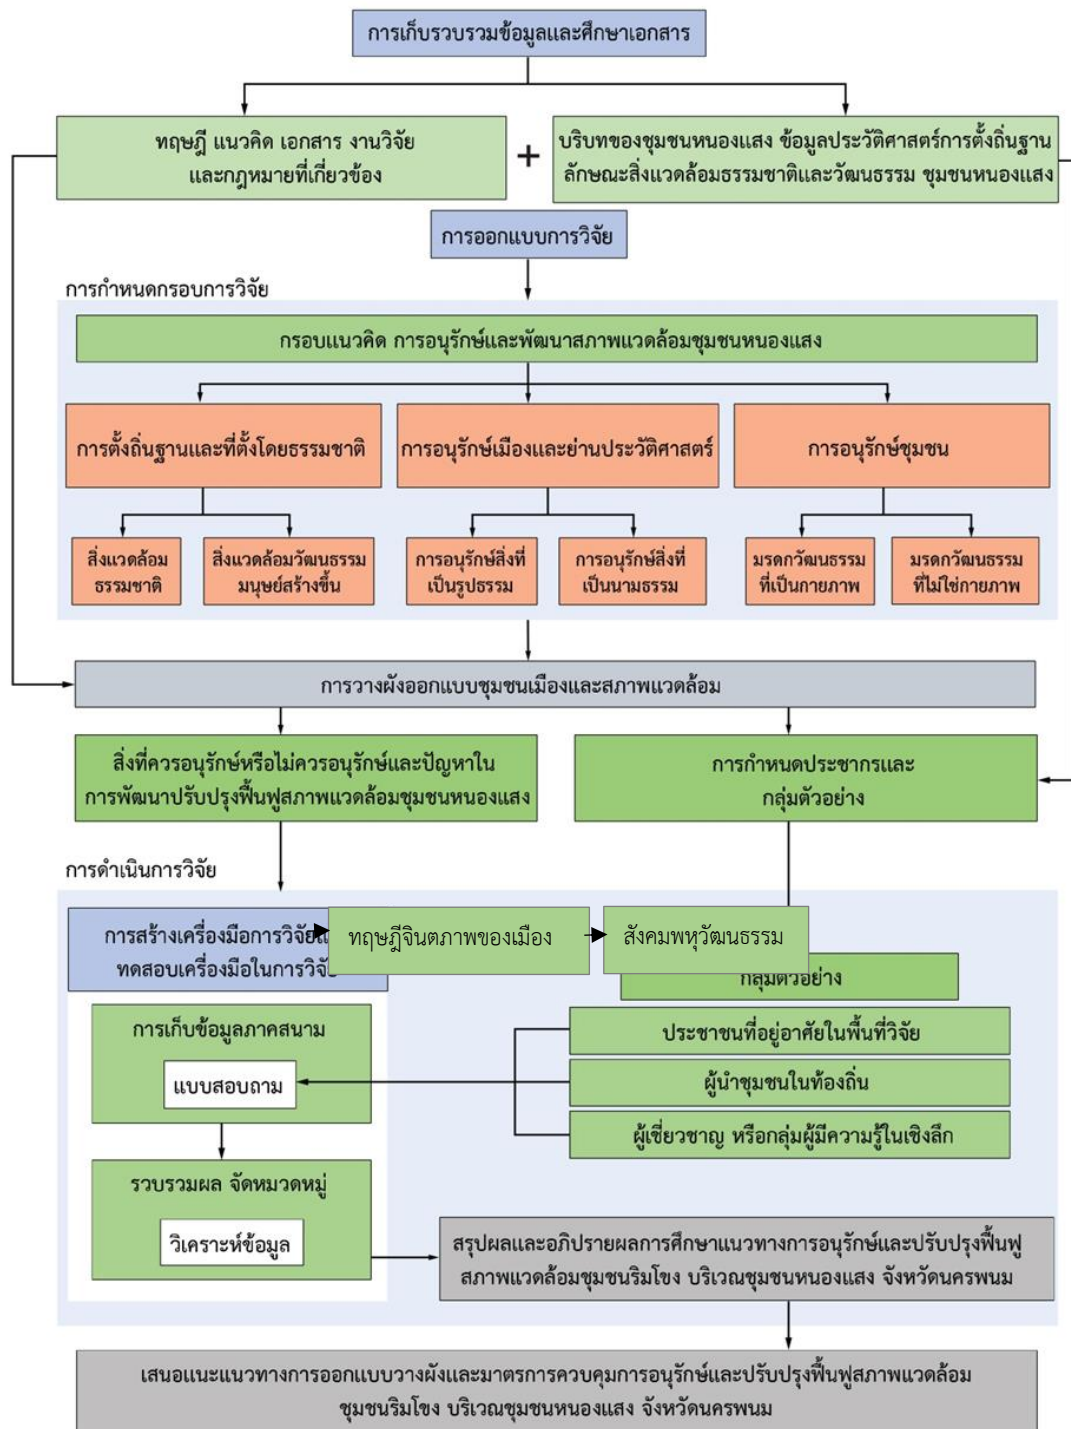 การเก็บรวบรวมข้อมูลและศึกษาเอกสาร
ทฤษฎี แนวคิด เอกสาร งานวิจัย
และกฎหมายที่เกี่ยวข้อง
+
บริบทของชุมชนหนองแสง ข้อมูลประวัติศาสตร์การตั้งถิ่นฐาน
ลักษณะสิ่งแวดล้อมธรรมชาติและวัฒนธรรม ชุมชนหนองแสง
การออกแบบการวิจัย
การกำหนดกรอบการวิจัย
กรอบแนวคิด การอนุรักษ์และพัฒนาสภาพแวดล้อมชุมชนหนองแสง
การตั้งถิ่นฐานและที่ตั้งโดยธรรมชาติ
การอนุรักษ์เมืองและย่านประวัติศาสตร์
การอนุรักษ์ชุมชน
สิ่งแวดล้อม
ธรรมชาติ
สิ่งแวดล้อมวัฒนธรรม
มนุษย์สร้างขึ้น
การอนุรักษ์สิ่งที่
เป็นรูปธรรม
การอนุรักษ์สิ่งที่
เป็นนามธรรม
มรดกวัฒนธรรม
ที่เป็นกายภาพ
มรดกวัฒนธรรม
ที่ไม่ใช่กายภาพ
การวางผังออกแบบชุมชนเมืองและสภาพแวดล้อม
สิ่งที่ควรอนุรักษ์หรือไม่ควรอนุรักษ์และปัญหาใน
การพัฒนาปรับปรุงฟื้นฟูสภาพแวดล้อมชุมชนหนองแสง
การกำหนดประชากรและ
กลุ่มตัวอย่าง
การดำเนินการวิจัย
การสร้างเครื่องมือการวิจัย
ทดสอบเครื่องมือในการวิจัย
ทฤษฎีจินตภาพของเมือง
สังคมพหุวัฒนธรรม
กลุ่มตัวอย่าง
การเก็บข้อมูลภาคสนาม
แบบสอบถาม
ประชาชนที่อยู่อาศัยในพื้นที่วิจัย
ผู้นำชุมชนในท้องถิ่น
ผู้เชี่ยวชาญ หรือกลุ่มผู้มีความรู้ในเชิงลึก
รวบรวมผล จัดหมวดหมู่
วิเคราะห์ข้อมูล
สรุปผลและอภิปรายผลการศึกษาแนวทางการอนุรักษ์และปรับปรุงฟื้นฟู
สภาพแวดล้อมชุมชนริมโขง บริเวณชุมชนหนองแสง จังหวัดนครพนม
เสนอแนะแนวทางการออกแบบวางผังและมาตรการควบคุมการอนุรักษ์และปรับปรุงฟื้นฟูสภาพแวดล้อม
ชุมชนริมโขง บริเวณชุมชนหนองแสง จังหวัดนครพนม